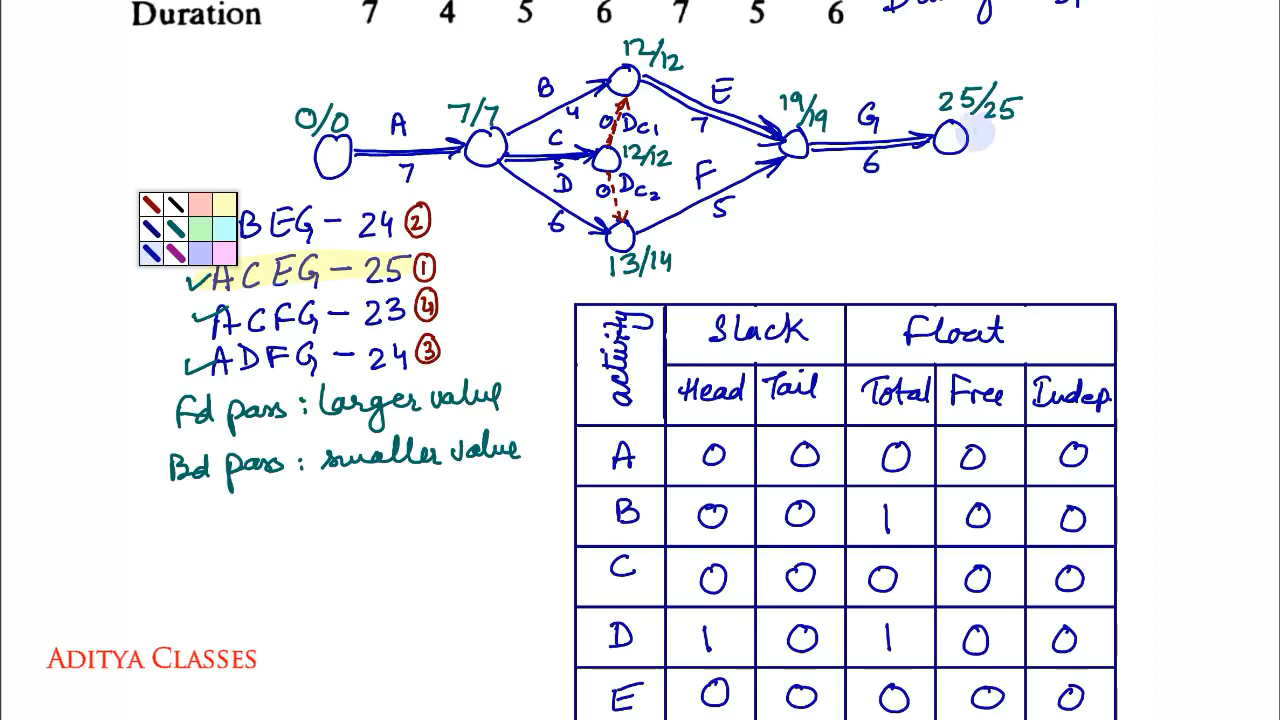 Duration 7 4 5 6 7 5 6
12/12
0/0 A 7
7/7
B 4
C 5
D 6
0 Dc1
12/12
0 Dc2
13/14
E 7
F 5
19/19
G 6
25/25
BEG - 24 ②
✓ACEG - 25 ①
✓ACFG - 23 ④
✓ADFG - 24 ③
Fd pass : larger value
Bd pass : smaller value
activity Slack Float
Head Tail Total Free Indep.
A 0 0 0 0 0
B 0 0 1 0 0
C 0 0 0 0 0
D 1 0 1 0 0
E 0 0 0 0 0
ADITYA CLASSES